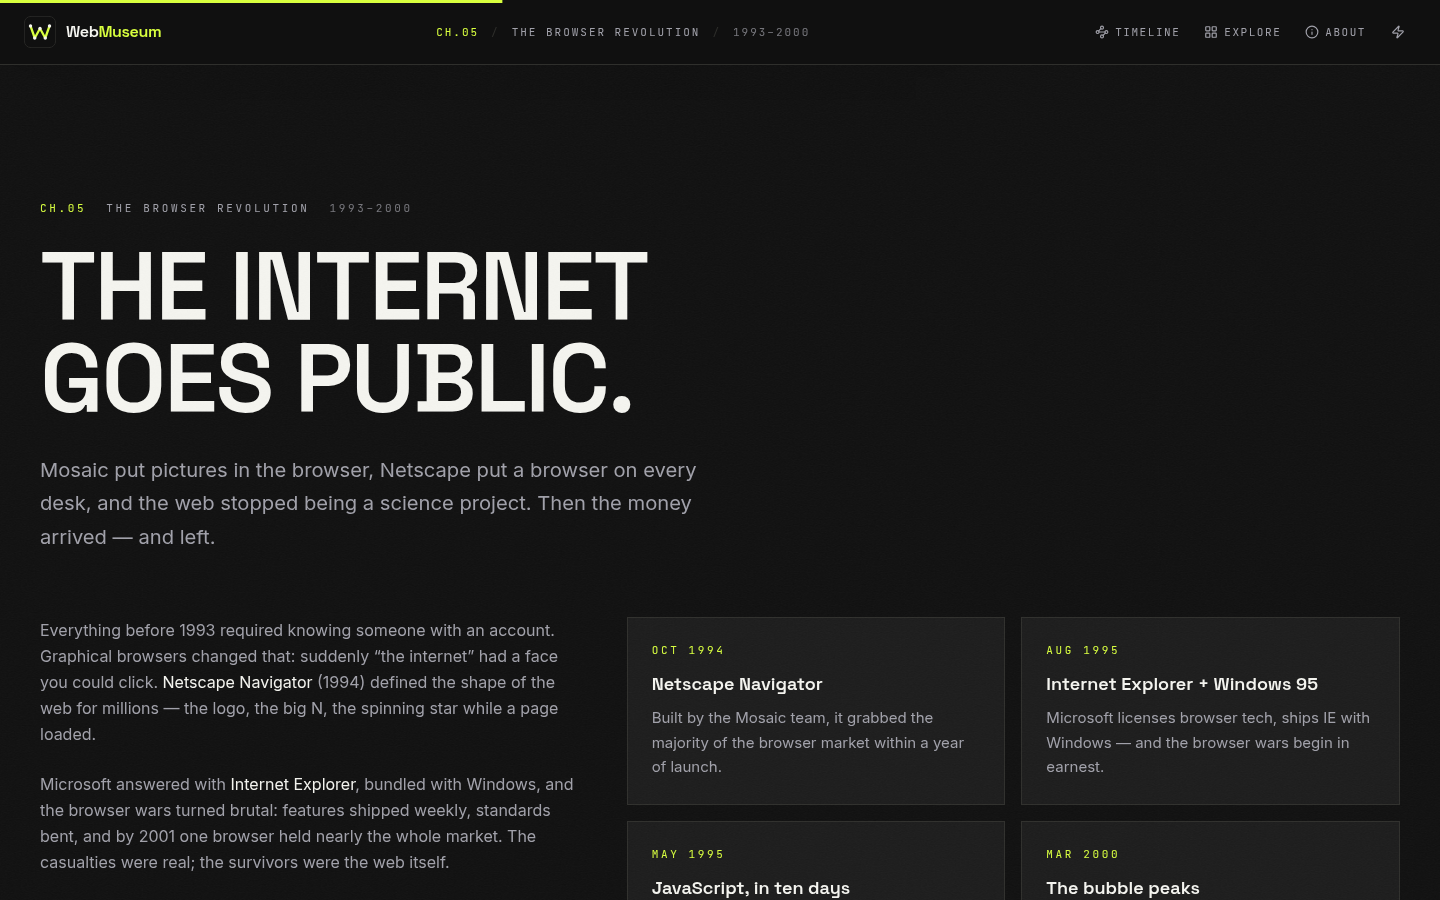 WebMuseum
CH.05 / THE BROWSER REVOLUTION / 1993–2000
TIMELINE
EXPLORE
ABOUT
CH.05 THE BROWSER REVOLUTION 1993–2000
THE INTERNET
GOES PUBLIC.
Mosaic put pictures in the browser, Netscape put a browser on every
desk, and the web stopped being a science project. Then the money
arrived — and left.
Everything before 1993 required knowing someone with an account.
Graphical browsers changed that: suddenly “the internet” had a face
you could click. Netscape Navigator (1994) defined the shape of the
web for millions — the logo, the big N, the spinning star while a page
loaded.
Microsoft answered with Internet Explorer, bundled with Windows, and
the browser wars turned brutal: features shipped weekly, standards
bent, and by 2001 one browser held nearly the whole market. The
casualties were real; the survivors were the web itself.
OCT 1994
Netscape Navigator
Built by the Mosaic team, it grabbed the
majority of the browser market within a year
of launch.
AUG 1995
Internet Explorer + Windows 95
Microsoft licenses browser tech, ships IE with
Windows — and the browser wars begin in
earnest.
MAY 1995
JavaScript, in ten days
MAR 2000
The bubble peaks